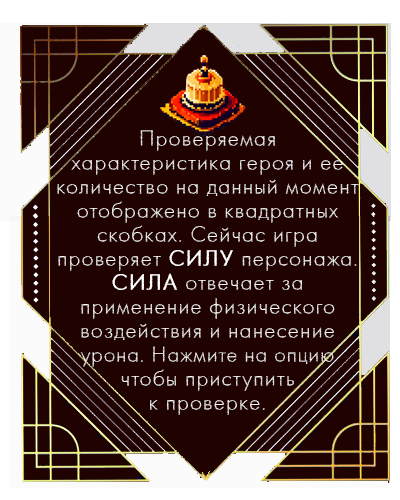 Проверяемая
характеристика героя и её
количество на данный момент
отображено в квадратных
скобках. Сейчас игра
проверяет СИЛУ персонажа.
СИЛА отвечает за
применение физического
воздействия и нанесение
урона. Нажмите на опцию
чтобы приступить
к проверке.